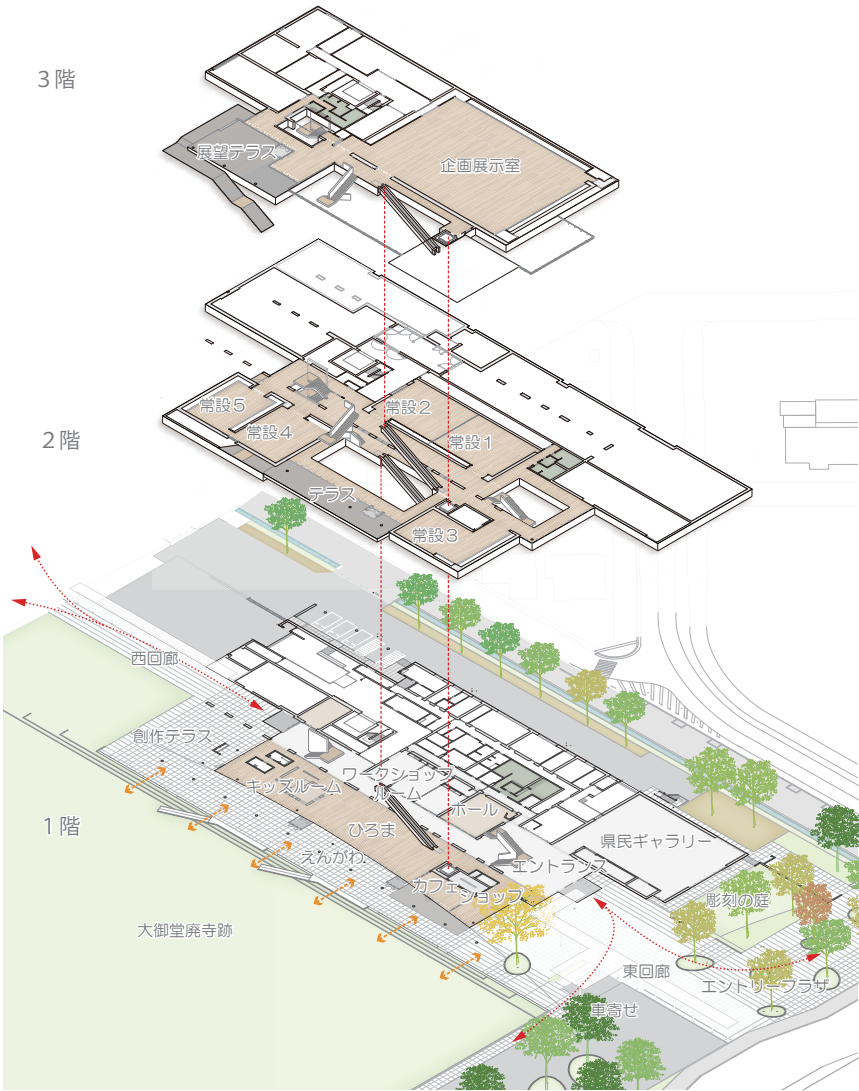 3階
展望テラス
企画展示室
2階
常設5
常設2
常設4
常設1
テラス
常設3
1階
西回廊
創作テラス
キッズルーム
ワークショップ
ルーム
ホール
ひろま
県民ギャラリー
えんがわ
エントランス
カフェ
ショップ
彫刻の庭
大御堂廃寺跡
東回廊
エントリープラザ
車寄せ